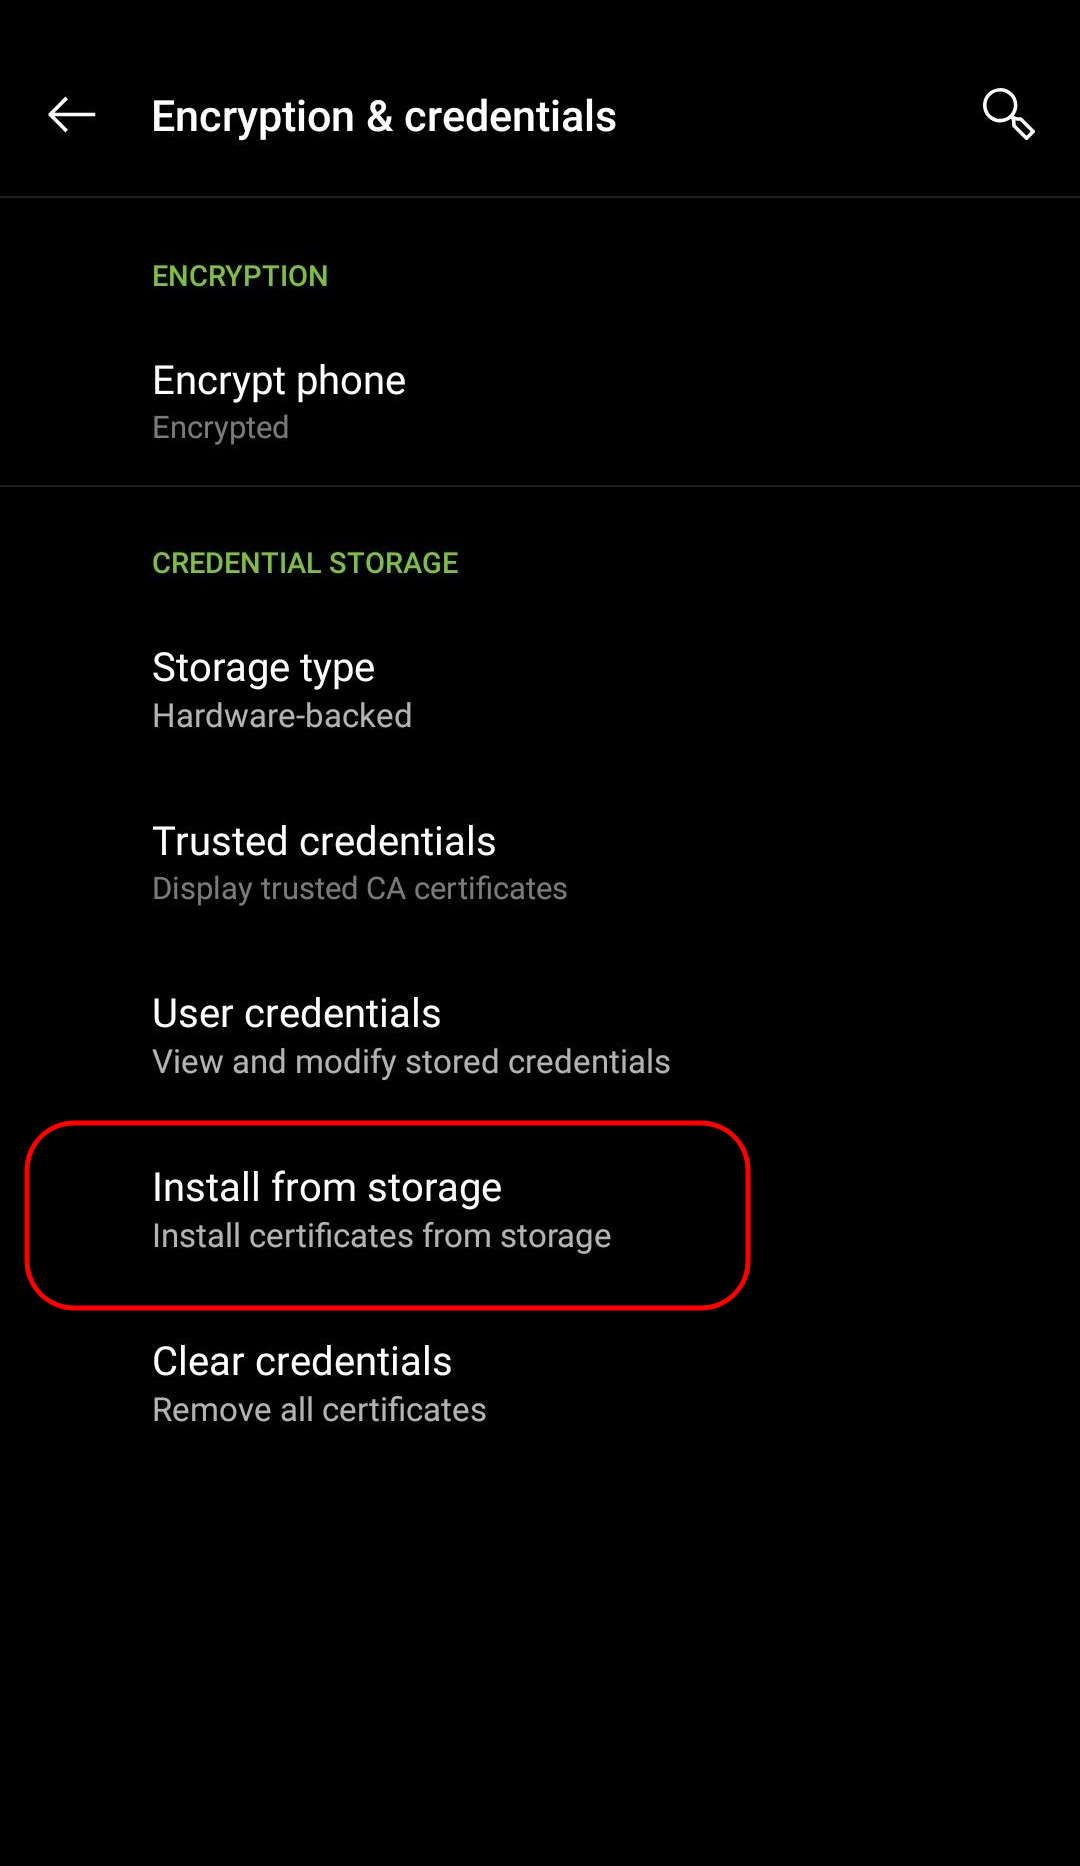 Encryption & credentials
ENCRYPTION
Encrypt phone
Encrypted
CREDENTIAL STORAGE
Storage type
Hardware-backed
Trusted credentials
Display trusted CA certificates
User credentials
View and modify stored credentials
Install from storage
Install certificates from storage
Clear credentials
Remove all certificates